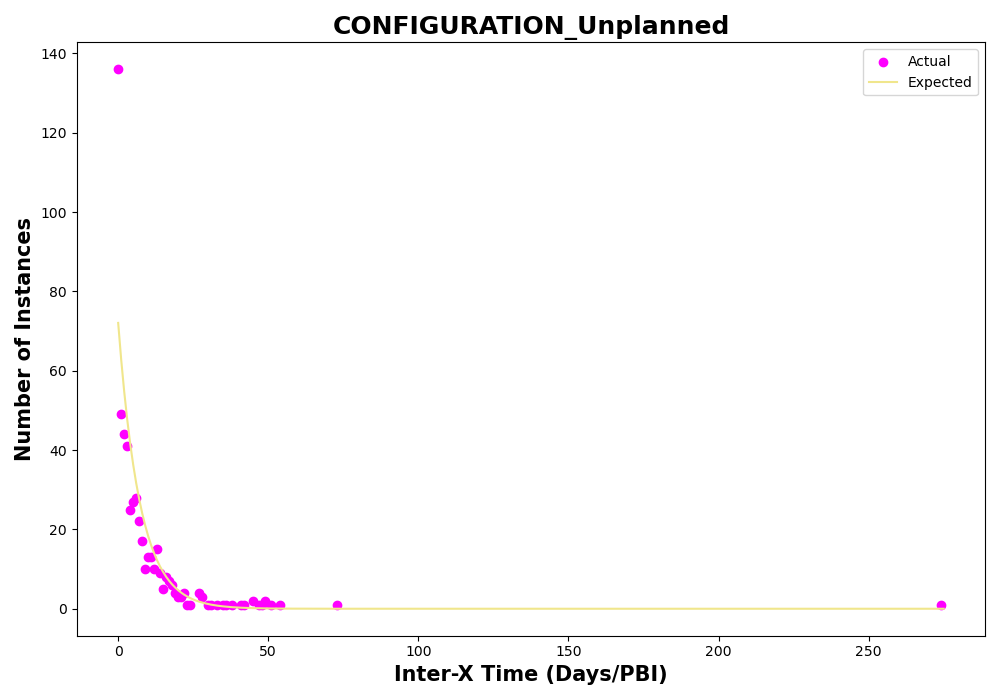 CONFIGURATION_Unplanned
Actual
Expected
140
120
100
80
60
40
20
0
Number of Instances
0 50 100 150 200 250
Inter-X Time (Days/PBI)